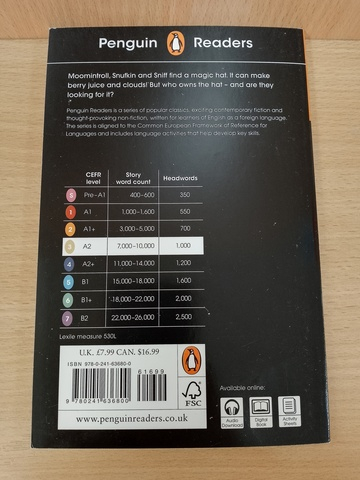 Penguin Readers
Moomintroll, Snufkin and Sniff find a magic hat. It can make
berry juice and clouds! But who owns the hat – and are they
looking for it?
Penguin Readers is a series of popular classics, exciting contemporary fiction and
thought-provoking non-fiction, written for learners of English as a foreign language.
The series is aligned to the Common European Framework of Reference for
Languages and includes language activities that help develop key skills.
CEFR level Story word count Headwords
S Pre-A1 400–600 350
1 A1 1,000–1,600 550
2 A1+ 3,000–5,000 700
3 A2 7,000–10,000 1,000
4 A2+ 11,000–14,000 1,200
5 B1 15,000–18,000 1,600
6 B1+ 18,000–22,000 2,000
7 B2 22,000–26,000 2,500
Lexile measure 530L
U.K. £7.99 CAN. $16.99
ISBN 978-0-241-63680-0
61699
9 780241 636800
FSC
www.penguinreaders.co.uk
Available online:
Audio Download
Digital Book
Activity Sheets